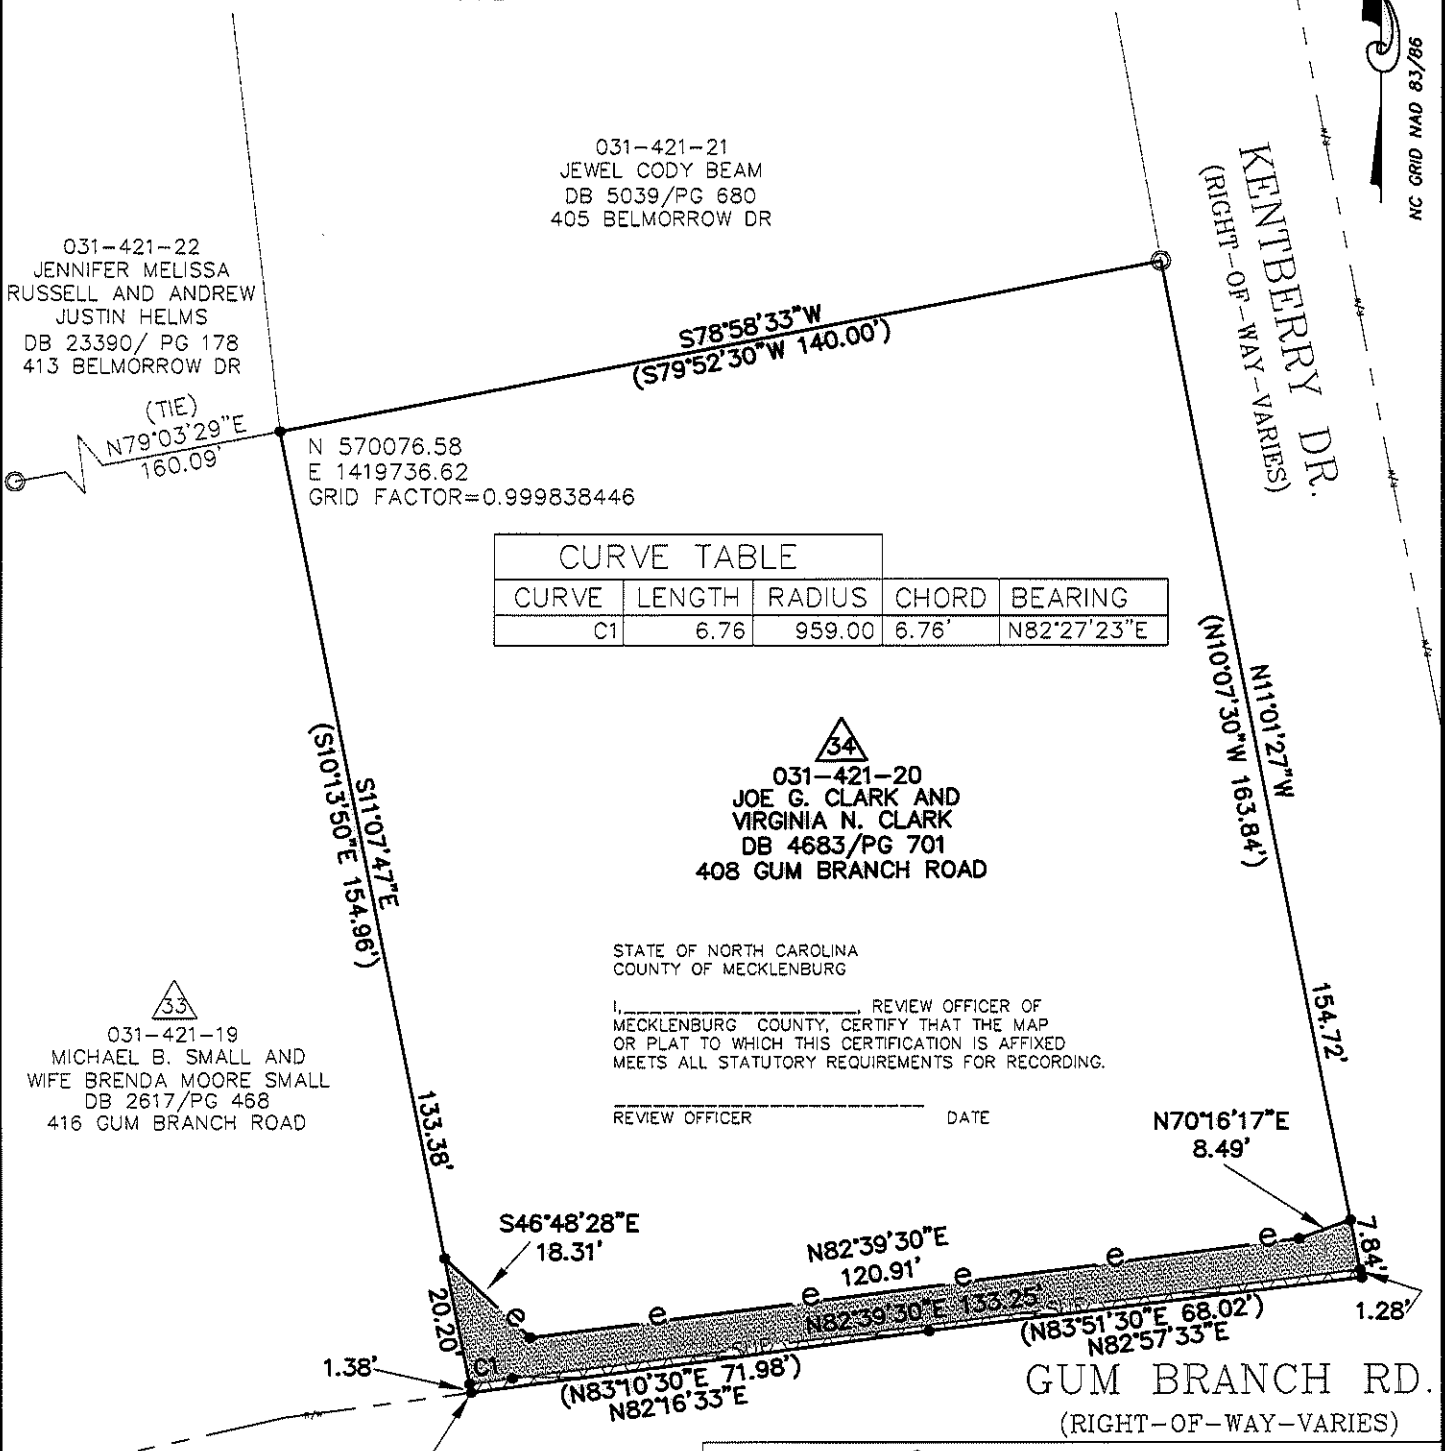 NC GRID NAD 83/86
KENTBERRY DR.
(RIGHT-OF-WAY-VARIES)
031-421-21
JEWEL CODY BEAM
DB 5039/PG 680
405 BELMORROW DR
031-421-22
JENNIFER MELISSA
RUSSELL AND ANDREW
JUSTIN HELMS
DB 23390/ PG 178
413 BELMORROW DR
(TIE)
N79°03'29"E
160.09'
S78°58'33"W
(S79°52'30"W 140.00')
N 570076.58
E 1419736.62
GRID FACTOR=0.999838446
CURVE TABLE
CURVE LENGTH RADIUS CHORD BEARING
C1 6.76 959.00 6.76' N82°27'23"E
N11°01'27"W
(N10°07'30"W 163.84')
154.72'
S11°07'47"E
(S10°13'50"E 154.96')
133.38'
34
031-421-20
JOE G. CLARK AND
VIRGINIA N. CLARK
DB 4683/PG 701
408 GUM BRANCH ROAD
STATE OF NORTH CAROLINA
COUNTY OF MECKLENBURG
I,____________________, REVIEW OFFICER OF
MECKLENBURG COUNTY, CERTIFY THAT THE MAP
OR PLAT TO WHICH THIS CERTIFICATION IS AFFIXED
MEETS ALL STATUTORY REQUIREMENTS FOR RECORDING.
REVIEW OFFICER DATE
33
031-421-19
MICHAEL B. SMALL AND
WIFE BRENDA MOORE SMALL
DB 2617/PG 468
416 GUM BRANCH ROAD
N70°16'17"E
8.49'
S46°48'28"E
18.31'
N82°39'30"E
120.91'
e e e e e e
7.84'
20.20'
N82°39'30"E 133.25'
SUE SUE
1.28'
1.38'
C1
(N83°51'30"E 68.02')
N82°57'33"E
(N83°10'30"E 71.98')
N82°16'33"E
GUM BRANCH RD.
(RIGHT-OF-WAY-VARIES)
R/W R/W R/W R/W R/W